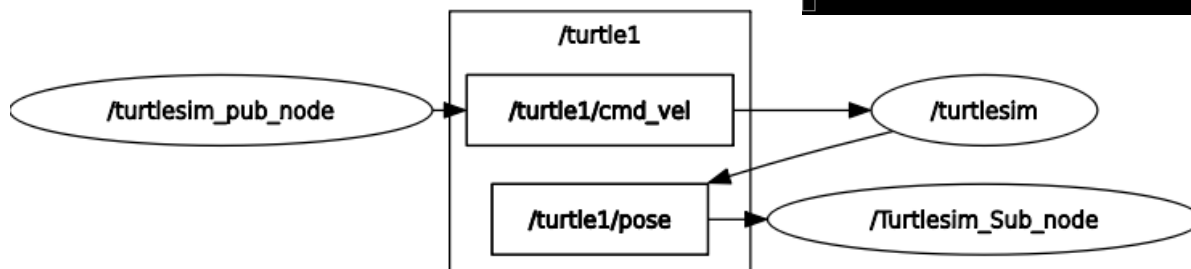 /turtle1
/turtlesim_pub_node
/turtle1/cmd_vel
/turtlesim
/turtle1/pose
/Turtlesim_Sub_node